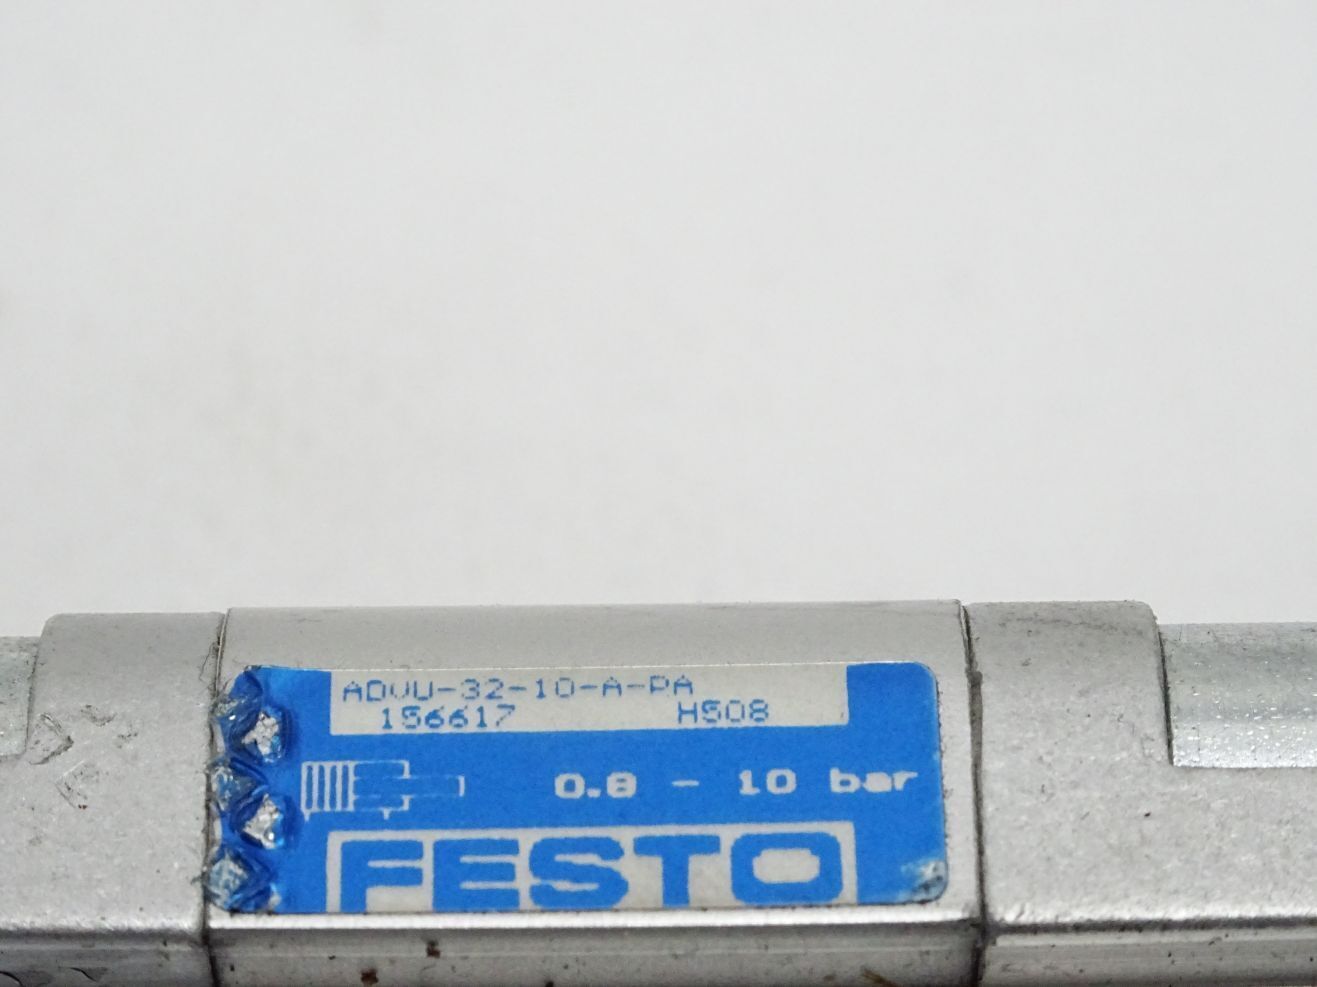 ADVU-32-10-A-PA
156617 H508
0.8 - 10 bar
FESTO